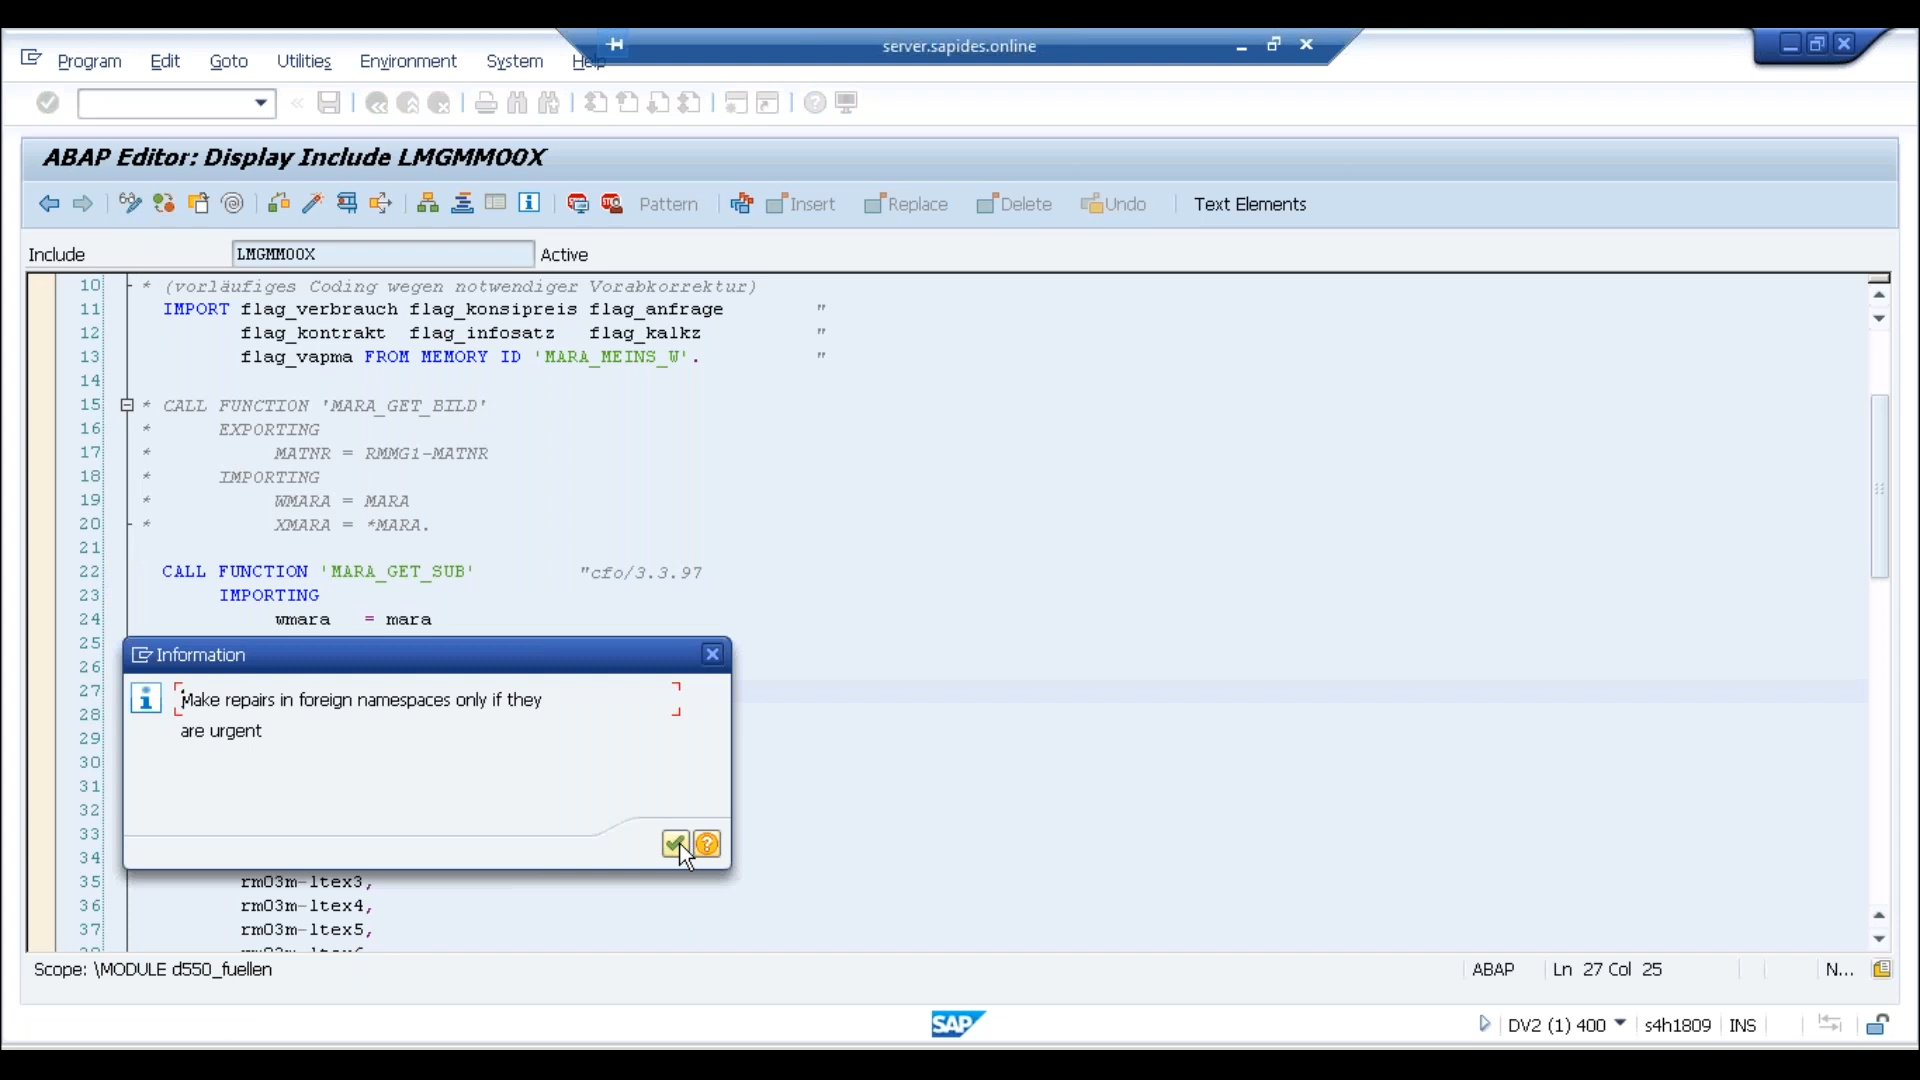 server.sapides.online
Program Edit Goto Utilities Environment System Help
ABAP Editor: Display Include LMGMMO0X
Pattern Insert Replace Delete Undo Text Elements
Include LMGMM00X Active
10 * (vorläufiges Coding wegen notwendiger Vorabkorrektur)
11 IMPORT flag_verbrauch flag_konsipreis flag_anfrage "
12 flag_kontrakt flag_infosatz flag_kalkz "
13 flag_vapma FROM MEMORY ID 'MARA_MEINS_W'. "
14
15 * CALL FUNCTION 'MARA_GET_BILD'
16 * EXPORTING
17 * MATNR = RMMG1-MATNR
18 * IMPORTING
19 * WMARA = MARA
20 * XMARA = *MARA.
21
22 CALL FUNCTION 'MARA_GET_SUB' "cfo/3.3.97
23 IMPORTING
24 wmara = mara
25
26
27
28
29
30
31
32
33
34
Information
Make repairs in foreign namespaces only if they
are urgent
35 rm03m-ltex3,
36 rm03m-ltex4,
37 rm03m-ltex5,
Scope: \MODULE d550_fuellen ABAP Ln 27 Col 25 N...
SAP DV2 (1) 400 s4h1809 INS